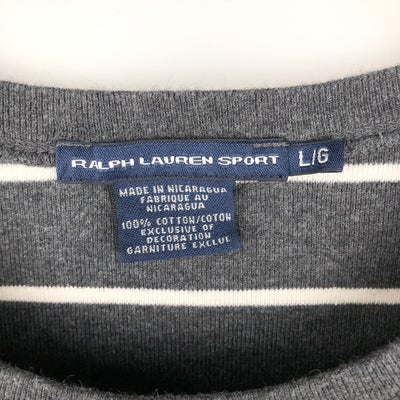 RALPH LAUREN SPORT
L/G
MADE IN NICARAGUA
FABRIQUE AU
NICARAGUA
100% COTTON/COTON
EXCLUSIVE OF
DECORATION
GARNITURE EXCLUE